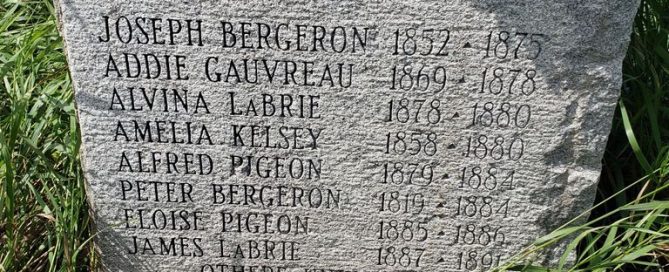 JOSEPH BERGERON 1852 - 1875
ADDIE GAUVREAU 1869 - 1878
ALVINA LABRIE 1878 - 1880
AMELIA KELSEY 1858 - 1880
ALFRED PIGEON 1879 - 1884
PETER BERGERON 1819 - 1884
ELOISE PIGEON 1885 - 1886
JAMES LABRIE 1887 - 1891
OTHERS